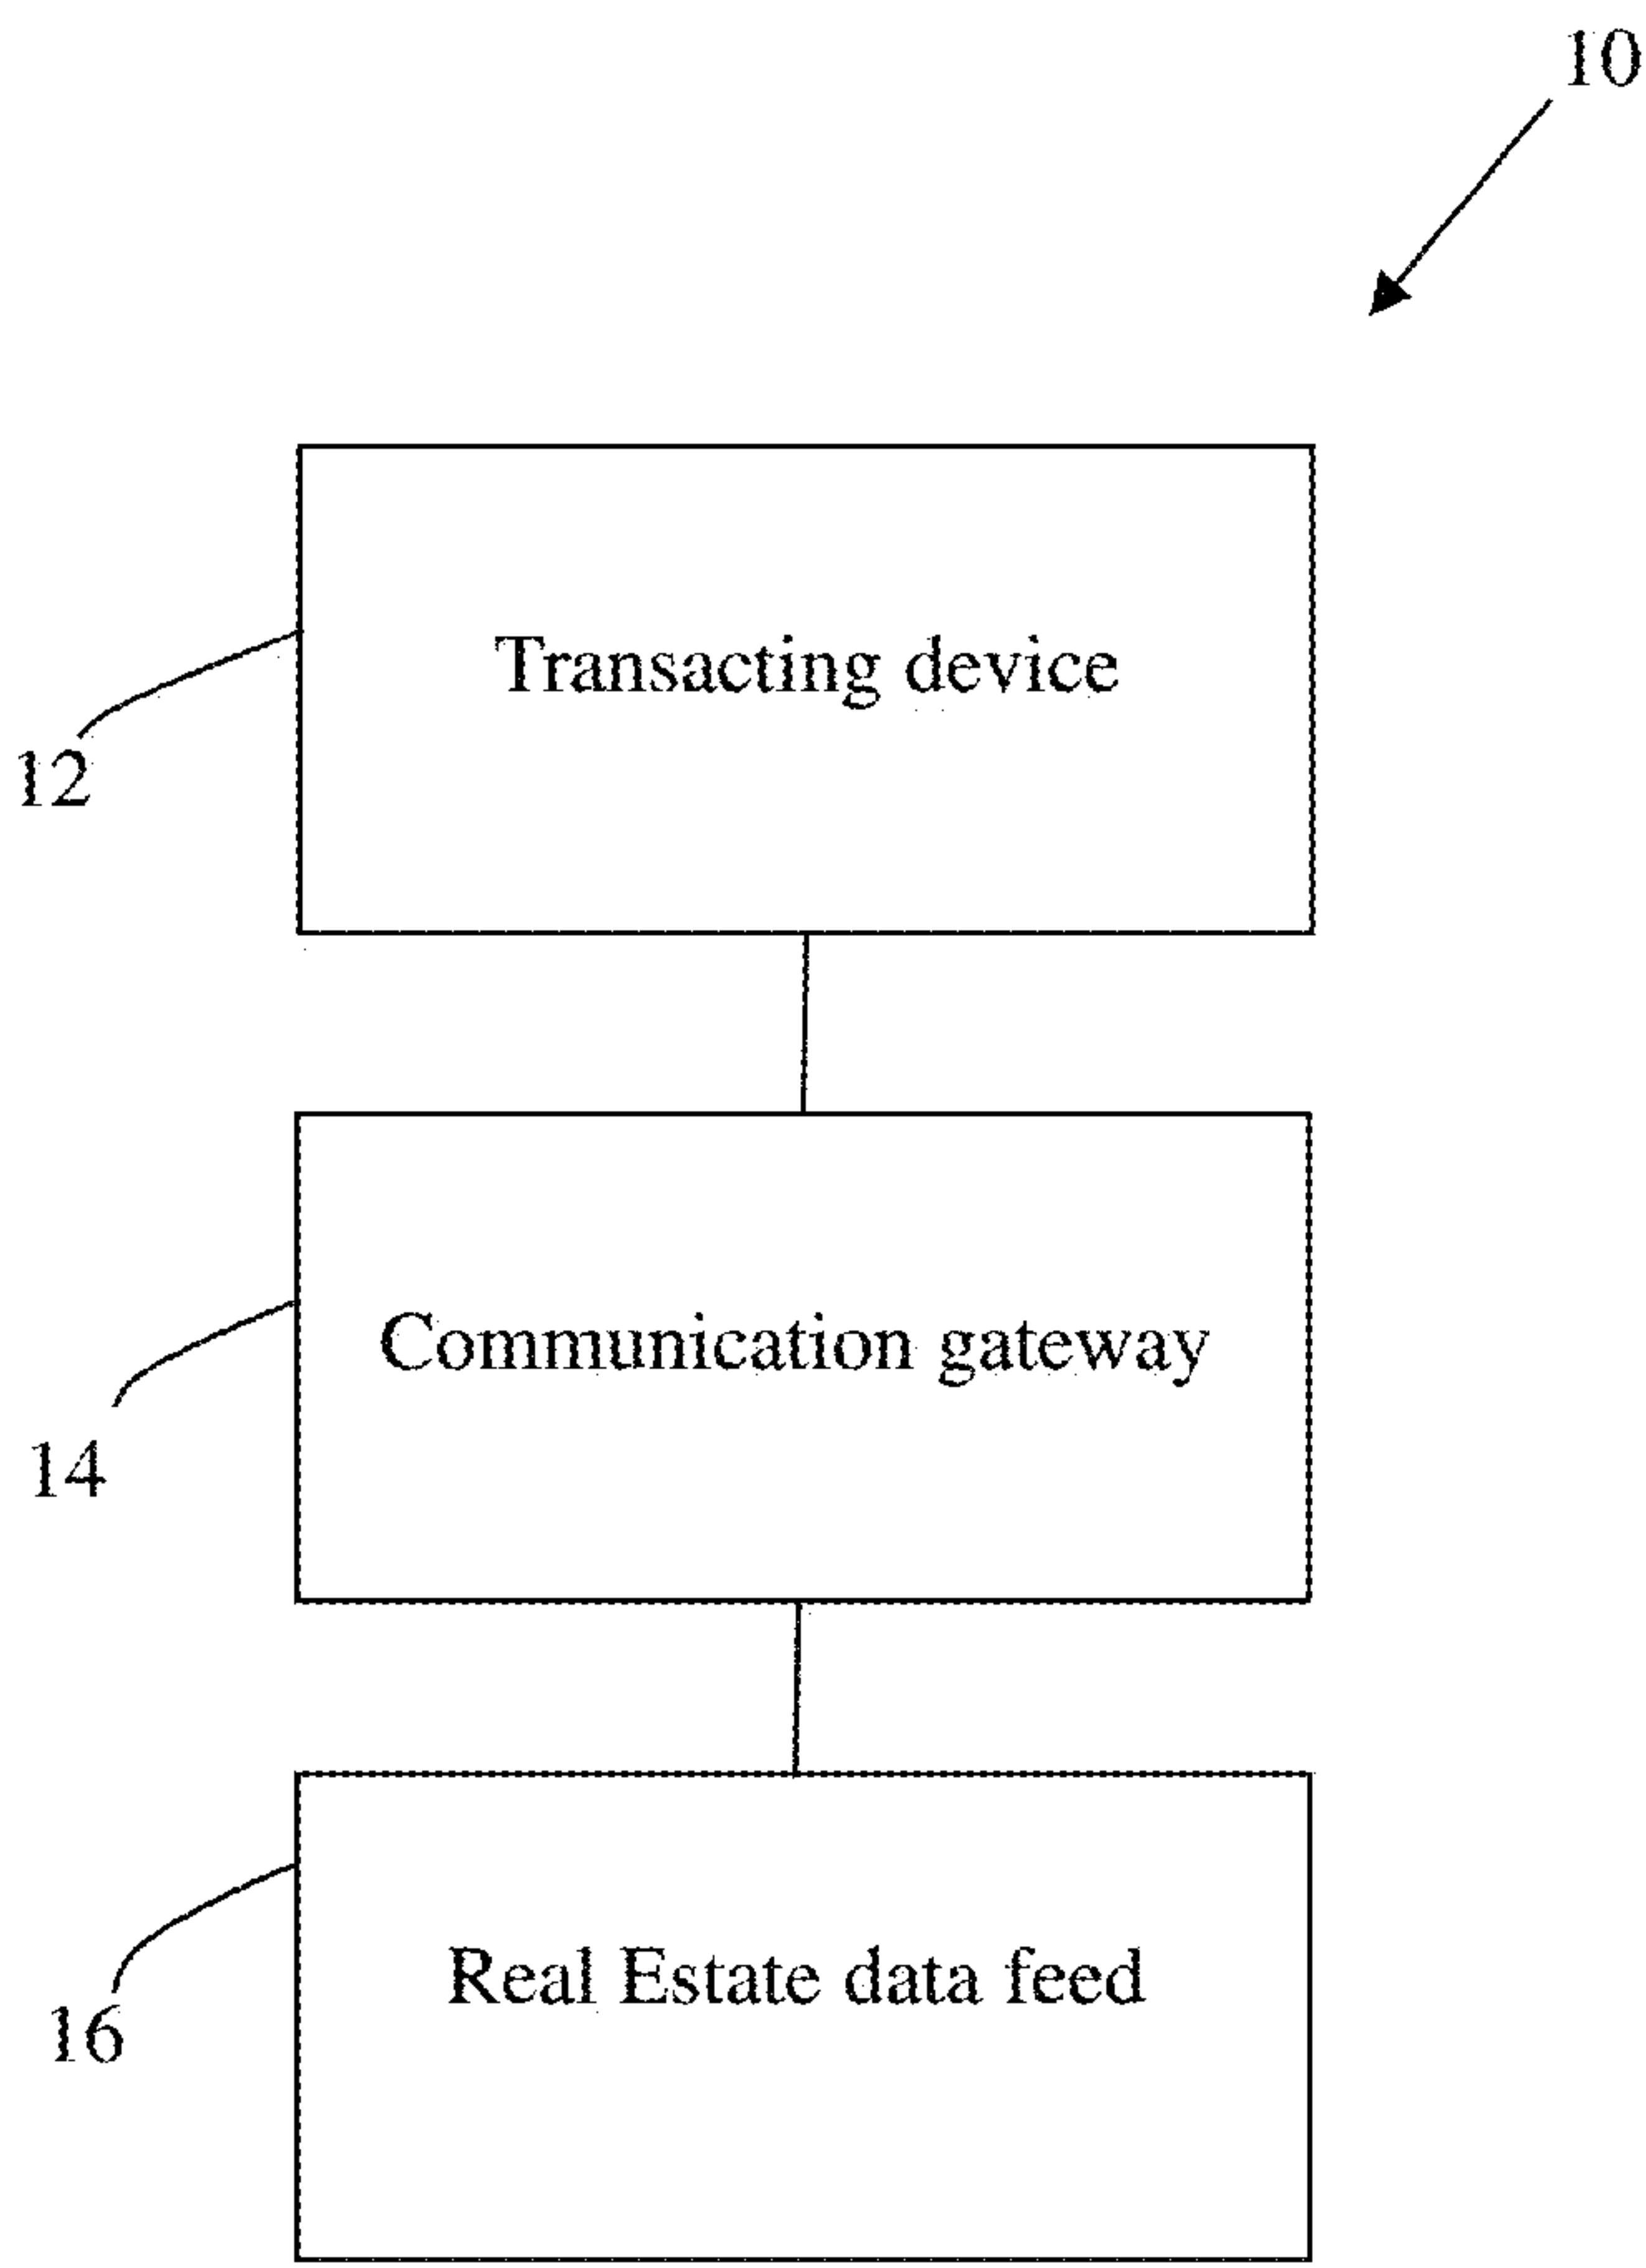 10
Transacting device
12
Communication gateway
14
Real Estate data feed
16